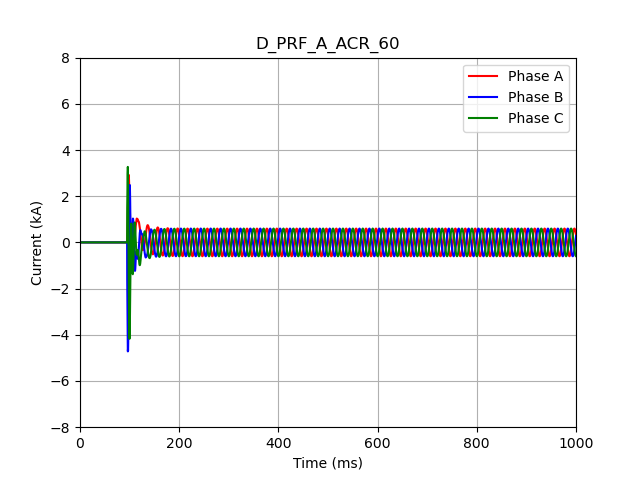 D_PRF_A_ACR_60
Current (kA)
8
6
4
2
0
−2
−4
−6
−8
Phase A
Phase B
Phase C
0 200 400 600 800 1000
Time (ms)